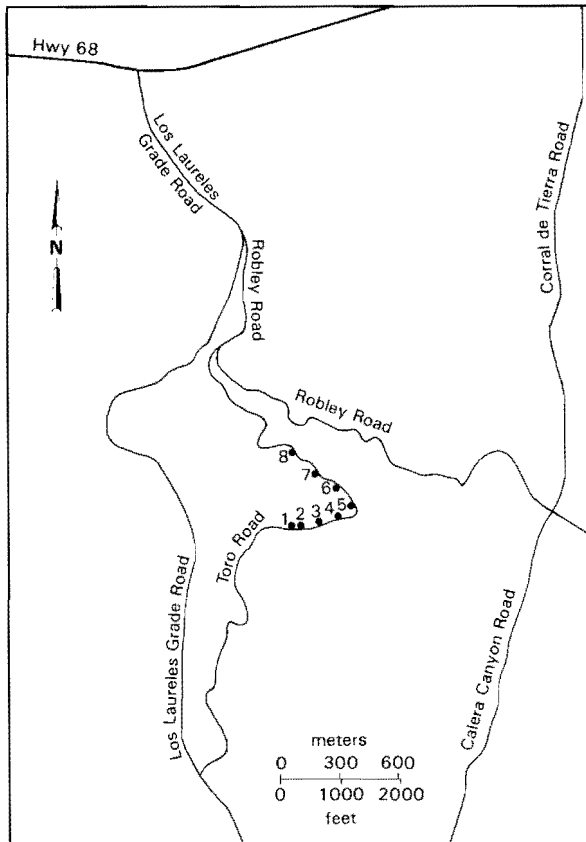 Hwy 68
Los Laureles
Grade Road
Corral de Tierra Road
N
Robley Road
Robley Road
8
7
6
5
4
3
2
1
Toro Road
Los Laureles Grade Road
Calera Canyon Road
meters
0 300 600
0 1000 2000
feet